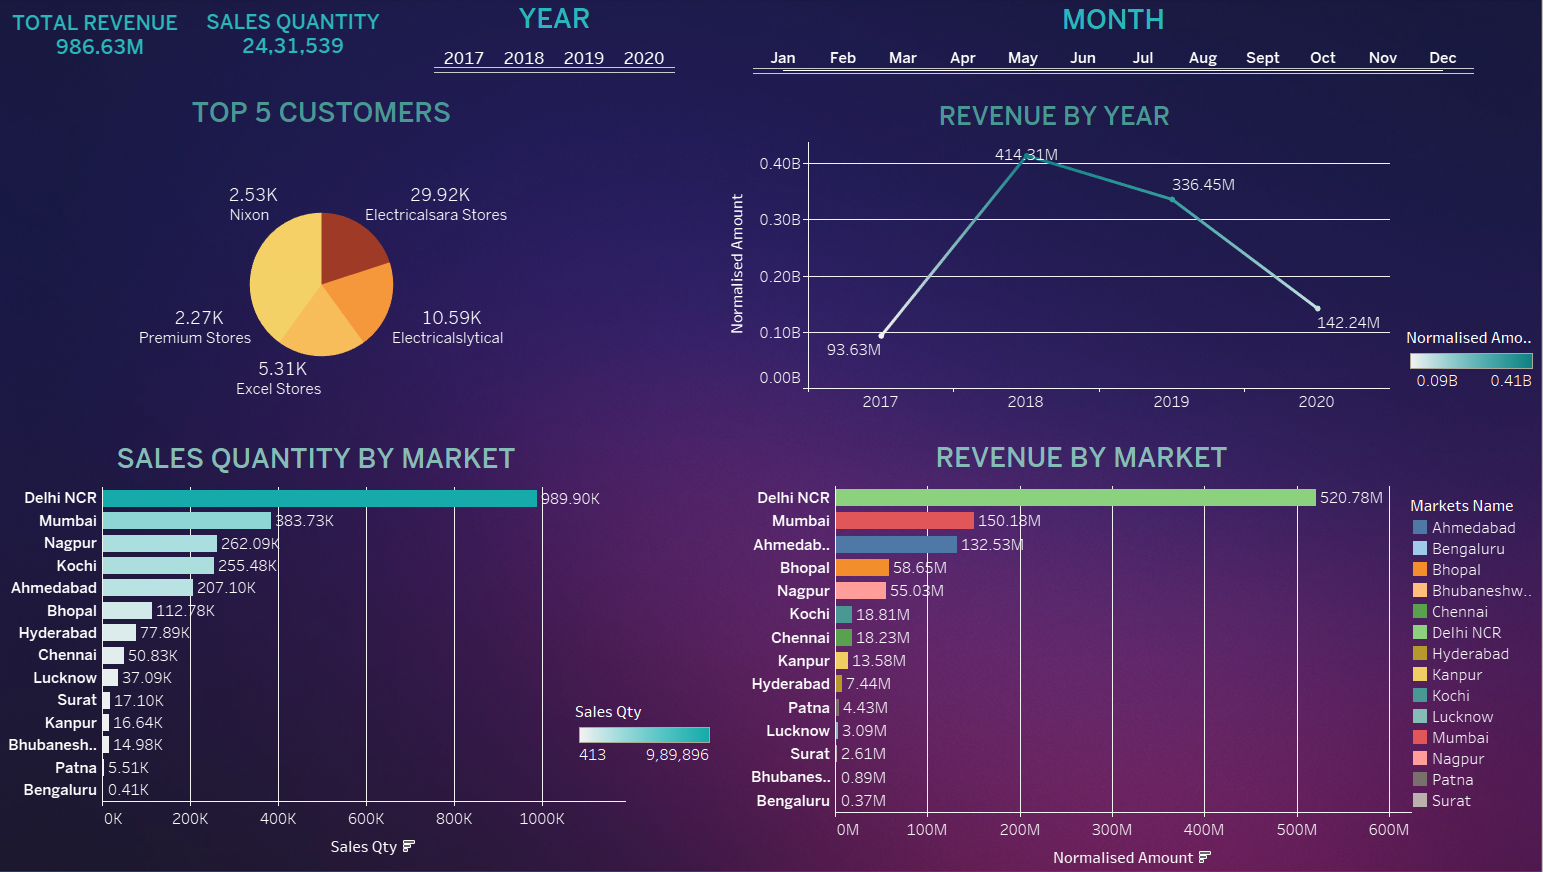 TOTAL REVENUE
986.63M
SALES QUANTITY
24,31,539
YEAR
2017 2018 2019 2020
MONTH
Jan Feb Mar Apr May Jun Jul Aug Sept Oct Nov Dec
TOP 5 CUSTOMERS
2.53K
Nixon
29.92K
Electricalsara Stores
2.27K
Premium Stores
10.59K
Electricalslytical
5.31K
Excel Stores
REVENUE BY YEAR
Normalised Amount
0.40B
0.30B
0.20B
0.10B
0.00B
414.31M
336.45M
93.63M
142.24M
2017 2018 2019 2020
Normalised Amo..
0.09B 0.41B
SALES QUANTITY BY MARKET
Delhi NCR 989.90K
Mumbai 383.73K
Nagpur 262.09K
Kochi 255.48K
Ahmedabad 207.10K
Bhopal 112.78K
Hyderabad 77.89K
Chennai 50.83K
Lucknow 37.09K
Surat 17.10K
Kanpur 16.64K
Bhubanesh.. 14.98K
Patna 5.51K
Bengaluru 0.41K
0K 200K 400K 600K 800K 1000K
Sales Qty
Sales Qty
413 9,89,896
REVENUE BY MARKET
Delhi NCR 520.78M
Mumbai 150.18M
Ahmedab.. 132.53M
Bhopal 58.65M
Nagpur 55.03M
Kochi 18.81M
Chennai 18.23M
Kanpur 13.58M
Hyderabad 7.44M
Patna 4.43M
Lucknow 3.09M
Surat 2.61M
Bhubanes.. 0.89M
Bengaluru 0.37M
0M 100M 200M 300M 400M 500M 600M
Normalised Amount
Markets Name
Ahmedabad
Bengaluru
Bhopal
Bhubaneshw..
Chennai
Delhi NCR
Hyderabad
Kanpur
Kochi
Lucknow
Mumbai
Nagpur
Patna
Surat